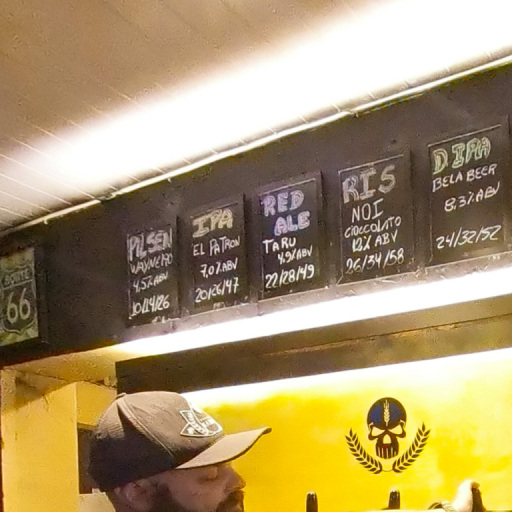 ROUTE
66
PILSEN
4,5%ABV
10/14/26
IPA
EL PATRON
7,0%ABV
20/26/47
RED
ALE
TARU
4,9%ABV
22/28/49
RIS
NOI
CIOCCOLATO
12% ABV
26/34/58
DIPA
BELA BEER
8,3%ABV
24/32/52